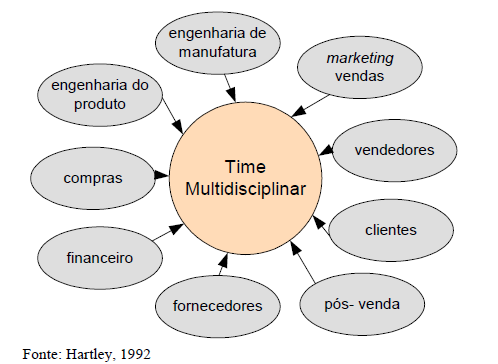 engenharia de
manufatura
marketing
vendas
engenharia do
produto
Time
Multidisciplinar
vendedores
compras
clientes
financeiro
fornecedores
pós- venda
Fonte: Hartley, 1992